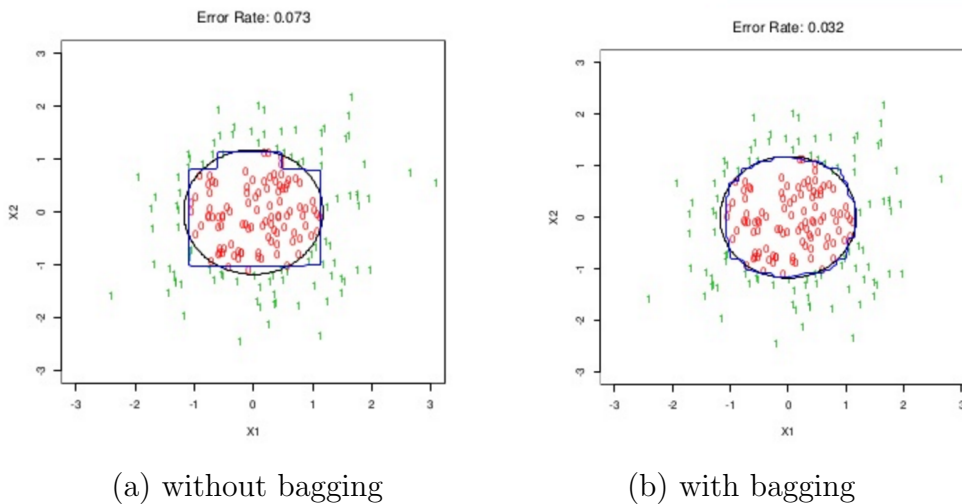 Error Rate: 0.073
Error Rate: 0.032
3
2
1
0
-1
-2
-3
X2
-3 -2 -1 0 1 2 3
X1
3
2
1
0
-1
-2
-3
X2
-3 -2 -1 0 1 2 3
X1
(a) without bagging
(b) with bagging